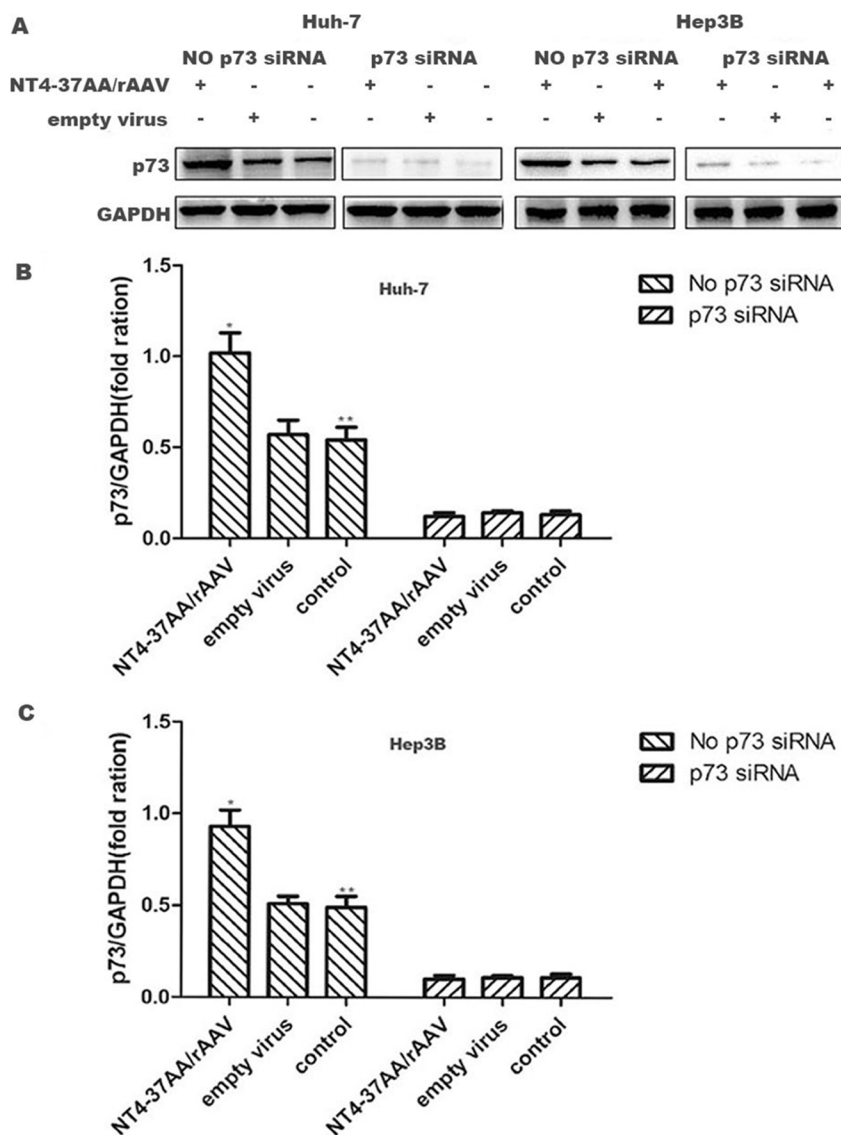 A
Huh-7 Hep3B
NO p73 siRNA p73 siRNA NO p73 siRNA p73 siRNA
NT4-37AA/rAAV + - - + - - + - + + - +
empty virus - + - - + - - + - - + -
p73
GAPDH
B
Huh-7
No p73 siRNA
p73 siRNA
p73/GAPDH(fold ration)
1.5
1.0
0.5
0.0
*
**
NT4-37AA/rAAV
empty virus
control
NT4-37AA/rAAV
empty virus
control
C
Hep3B
No p73 siRNA
p73 siRNA
p73/GAPDH(fold ration)
1.5
1.0
0.5
0.0
*
**
NT4-37AA/rAAV
empty virus
control
NT4-37AA/rAAV
empty virus
control